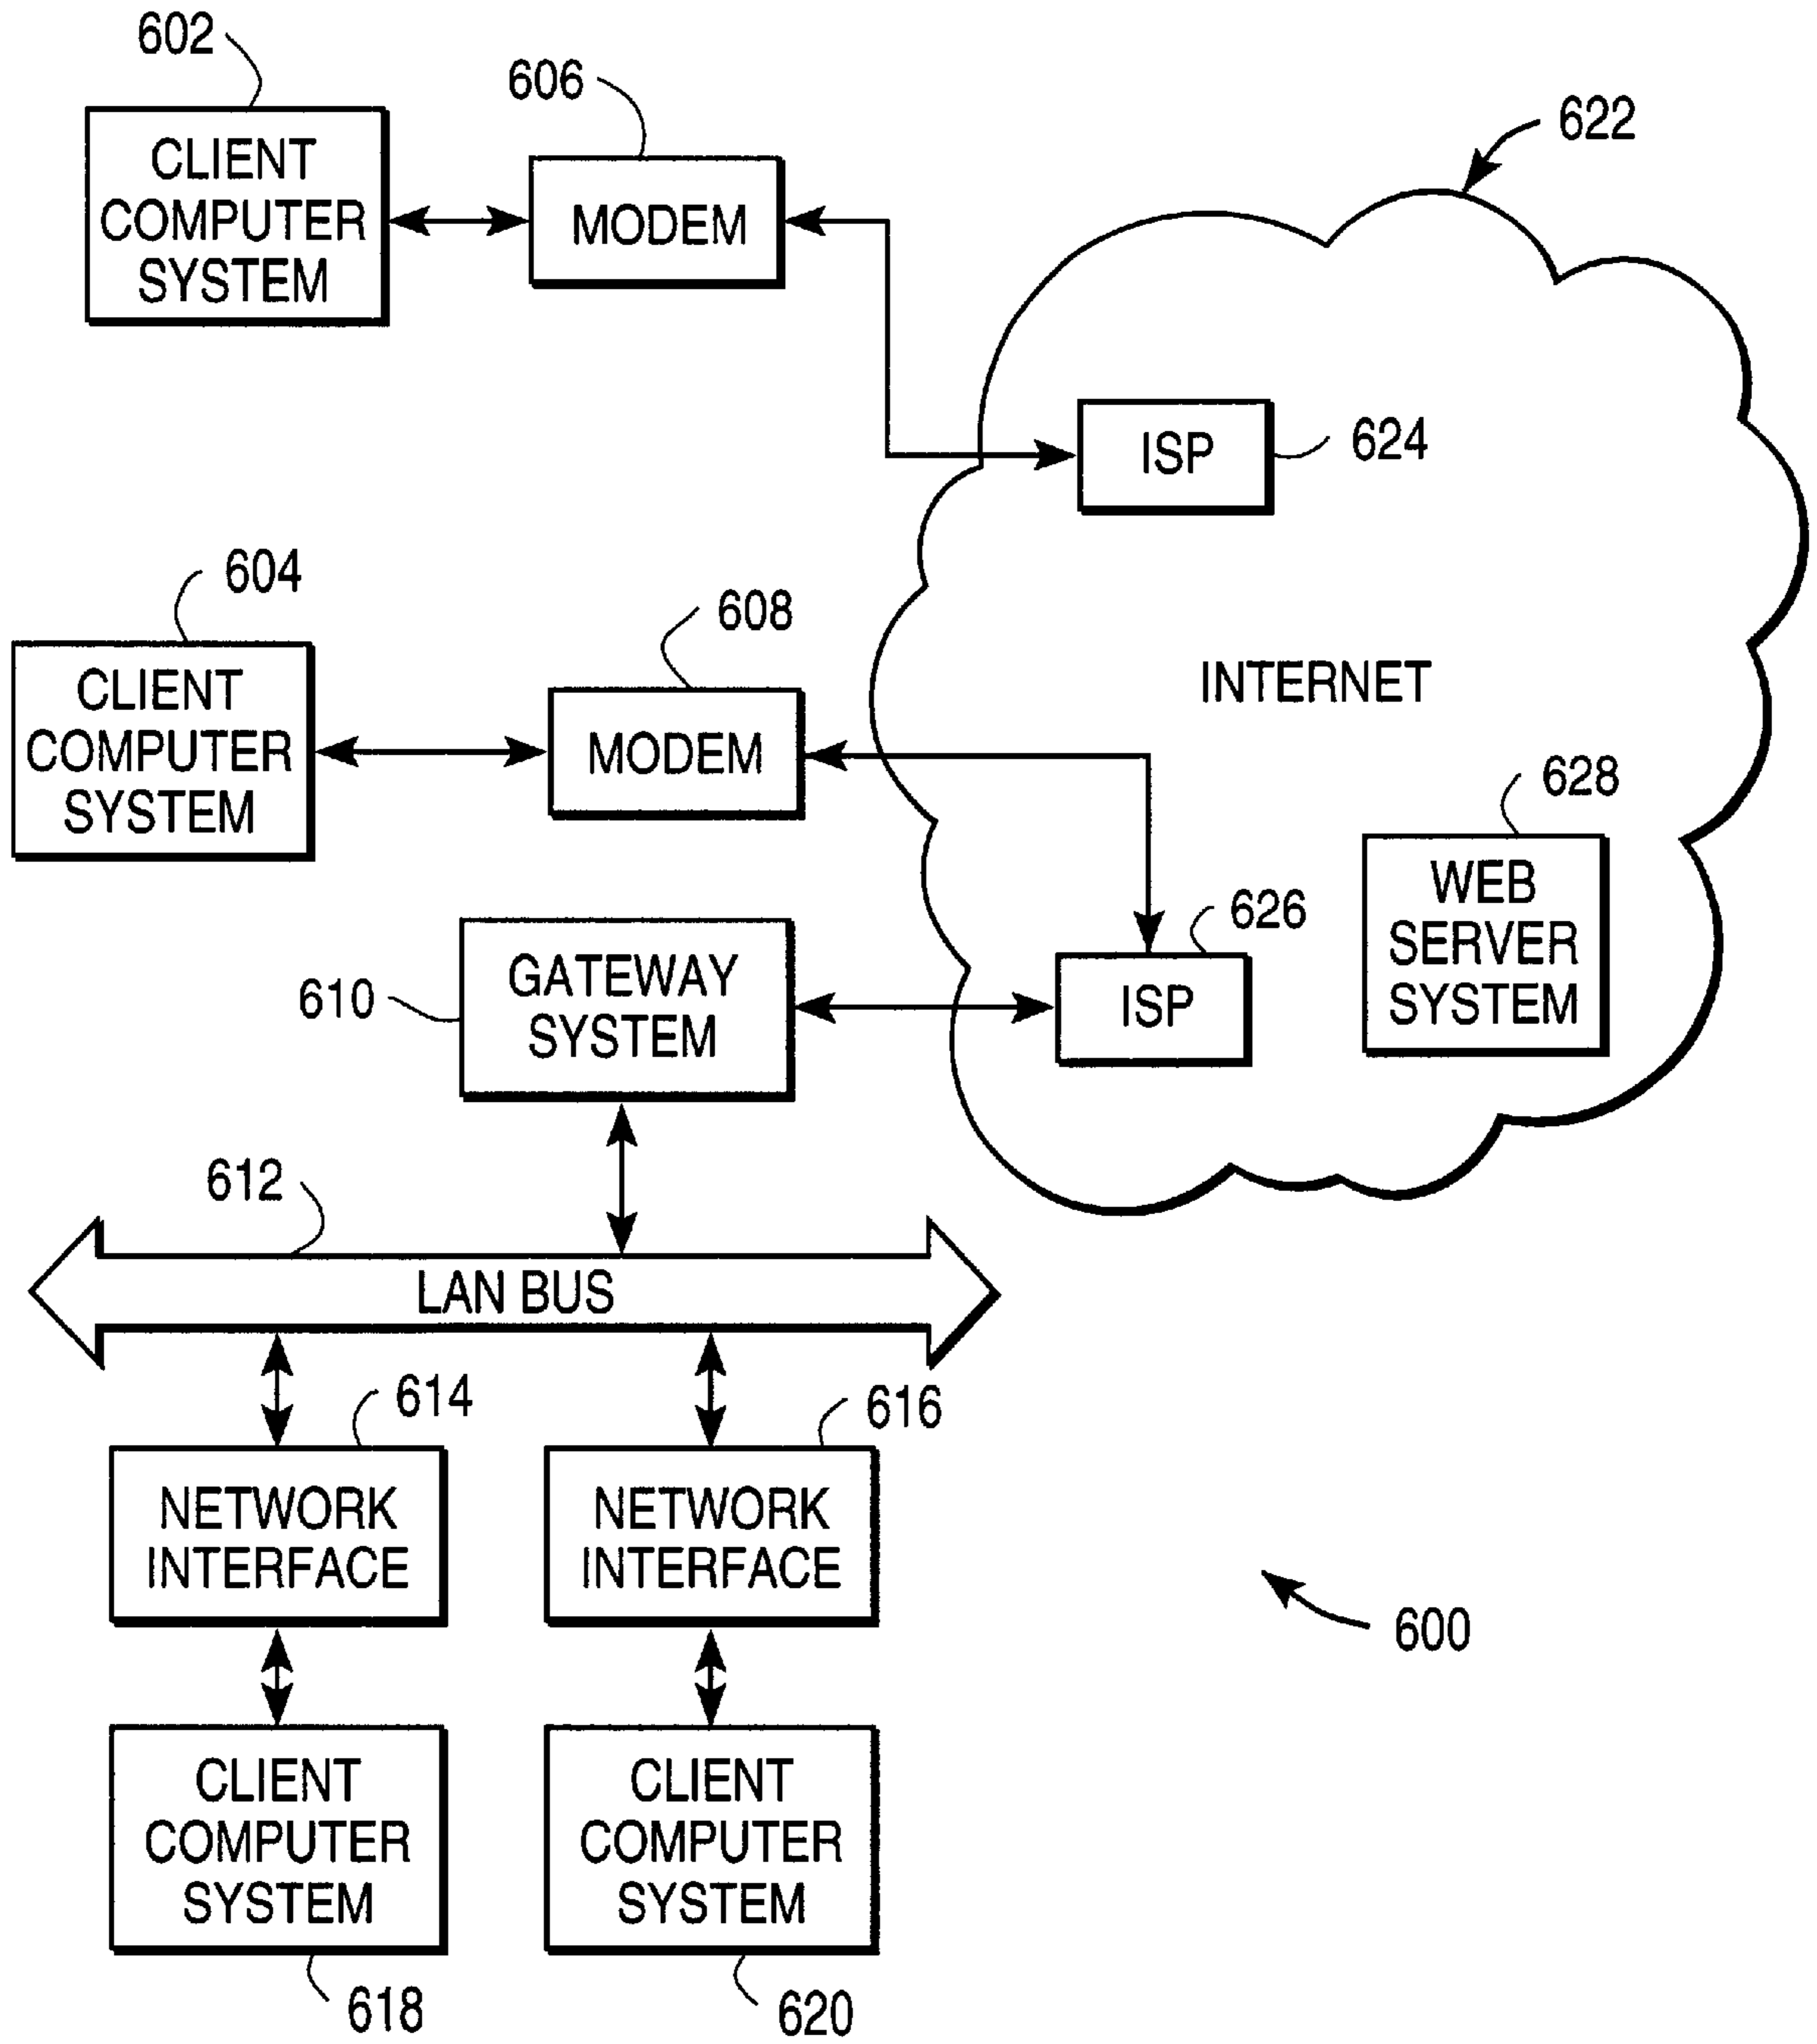 602
606
622
CLIENT
COMPUTER
SYSTEM
MODEM
ISP
624
604
608
CLIENT
COMPUTER
SYSTEM
MODEM
INTERNET
628
WEB
SERVER
SYSTEM
626
ISP
610
GATEWAY
SYSTEM
612
LAN BUS
614
616
NETWORK
INTERFACE
NETWORK
INTERFACE
600
CLIENT
COMPUTER
SYSTEM
CLIENT
COMPUTER
SYSTEM
618
620